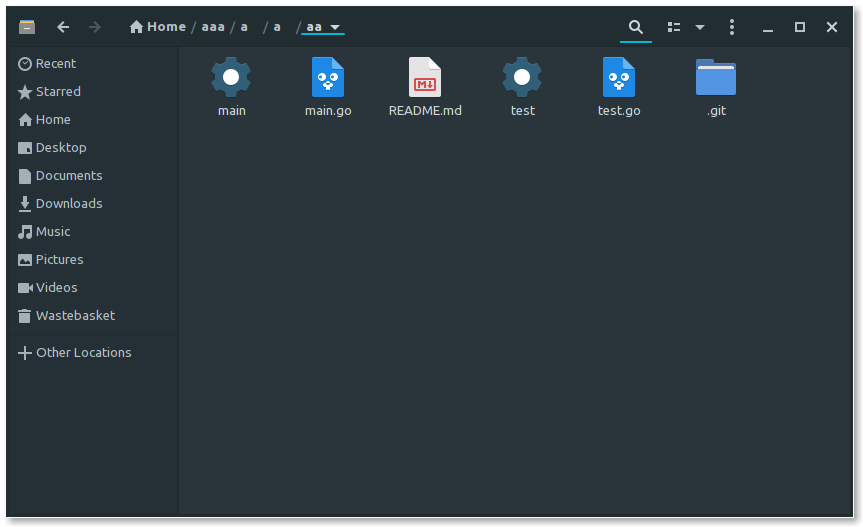 Home / aaa / a / a / aa
Recent
Starred
Home
Desktop
Documents
Downloads
Music
Pictures
Videos
Wastebasket
Other Locations
main main.go README.md test test.go .git